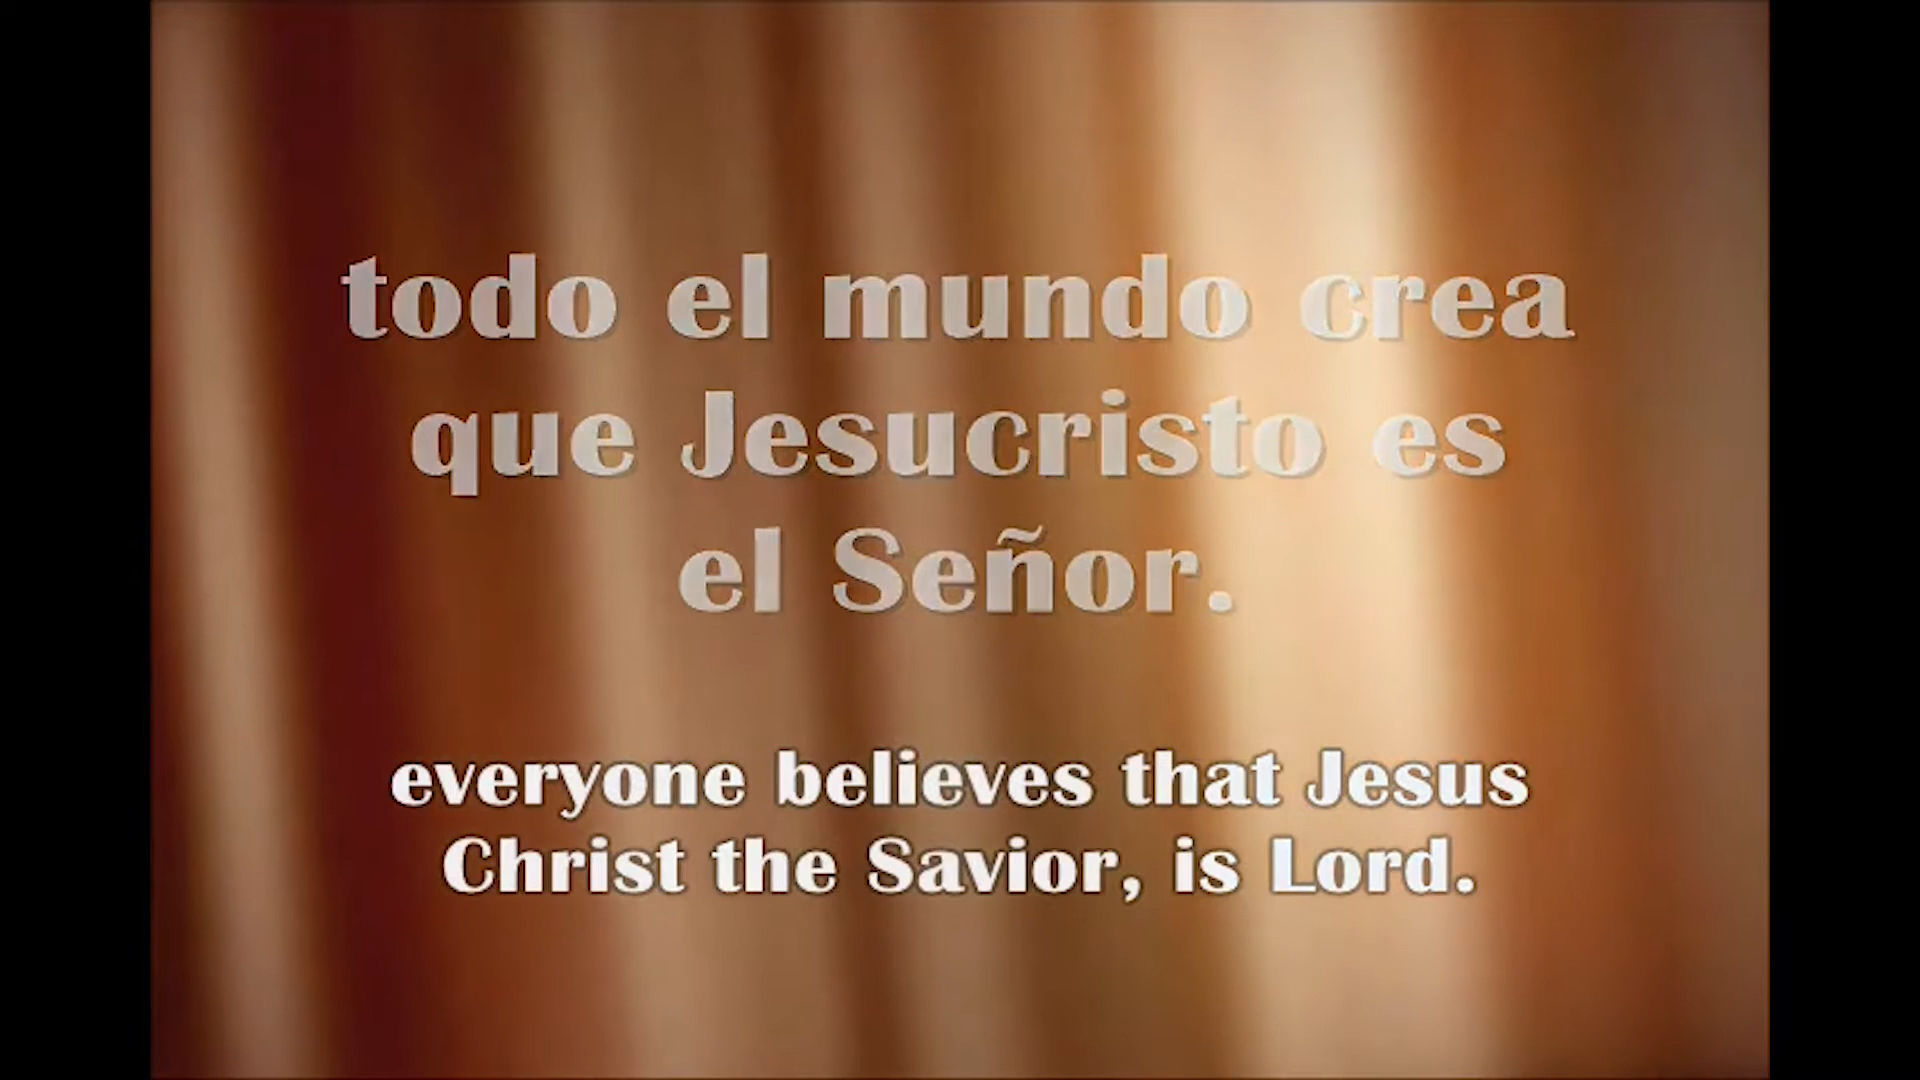 todo el mundo crea
que Jesucristo es
el Señor.
everyone believes that Jesus
Christ the Savior, is Lord.